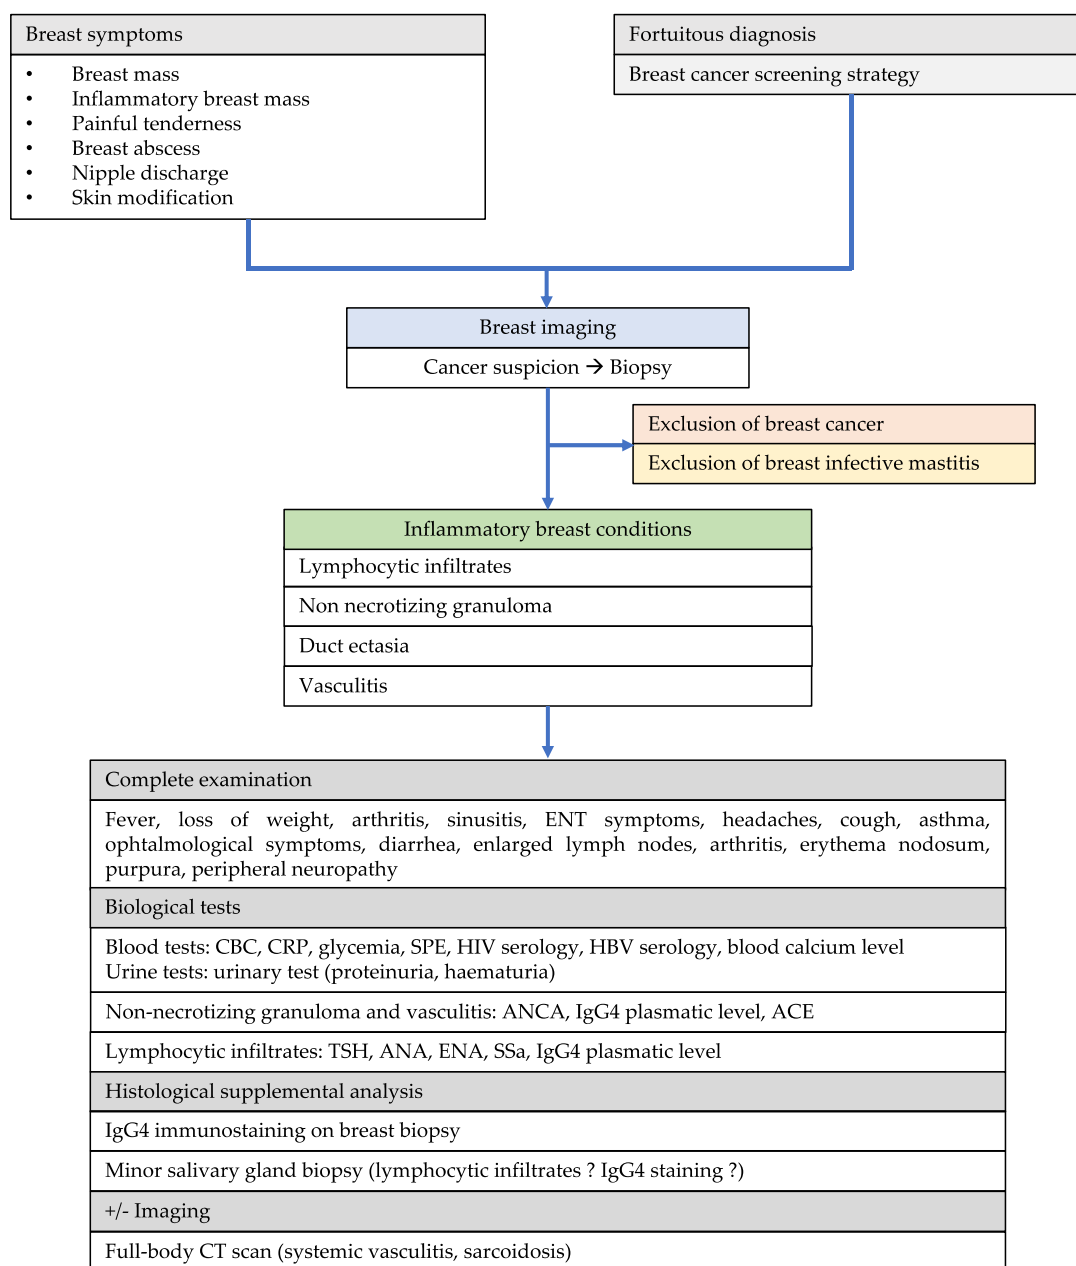 Breast symptoms
• Breast mass
• Inflammatory breast mass
• Painful tenderness
• Breast abscess
• Nipple discharge
• Skin modification
Fortuitous diagnosis
Breast cancer screening strategy
Breast imaging
Cancer suspicion → Biopsy
Exclusion of breast cancer
Exclusion of breast infective mastitis
Inflammatory breast conditions
Lymphocytic infiltrates
Non necrotizing granuloma
Duct ectasia
Vasculitis
Complete examination
Fever, loss of weight, arthritis, sinusitis, ENT symptoms, headaches, cough, asthma,
ophtalmological symptoms, diarrhea, enlarged lymph nodes, arthritis, erythema nodosum,
purpura, peripheral neuropathy
Biological tests
Blood tests: CBC, CRP, glycemia, SPE, HIV serology, HBV serology, blood calcium level
Urine tests: urinary test (proteinuria, haematuria)
Non-necrotizing granuloma and vasculitis: ANCA, IgG4 plasmatic level, ACE
Lymphocytic infiltrates: TSH, ANA, ENA, SSa, IgG4 plasmatic level
Histological supplemental analysis
IgG4 immunostaining on breast biopsy
Minor salivary gland biopsy (lymphocytic infiltrates ? IgG4 staining ?)
+/- Imaging
Full-body CT scan (systemic vasculitis, sarcoidosis)